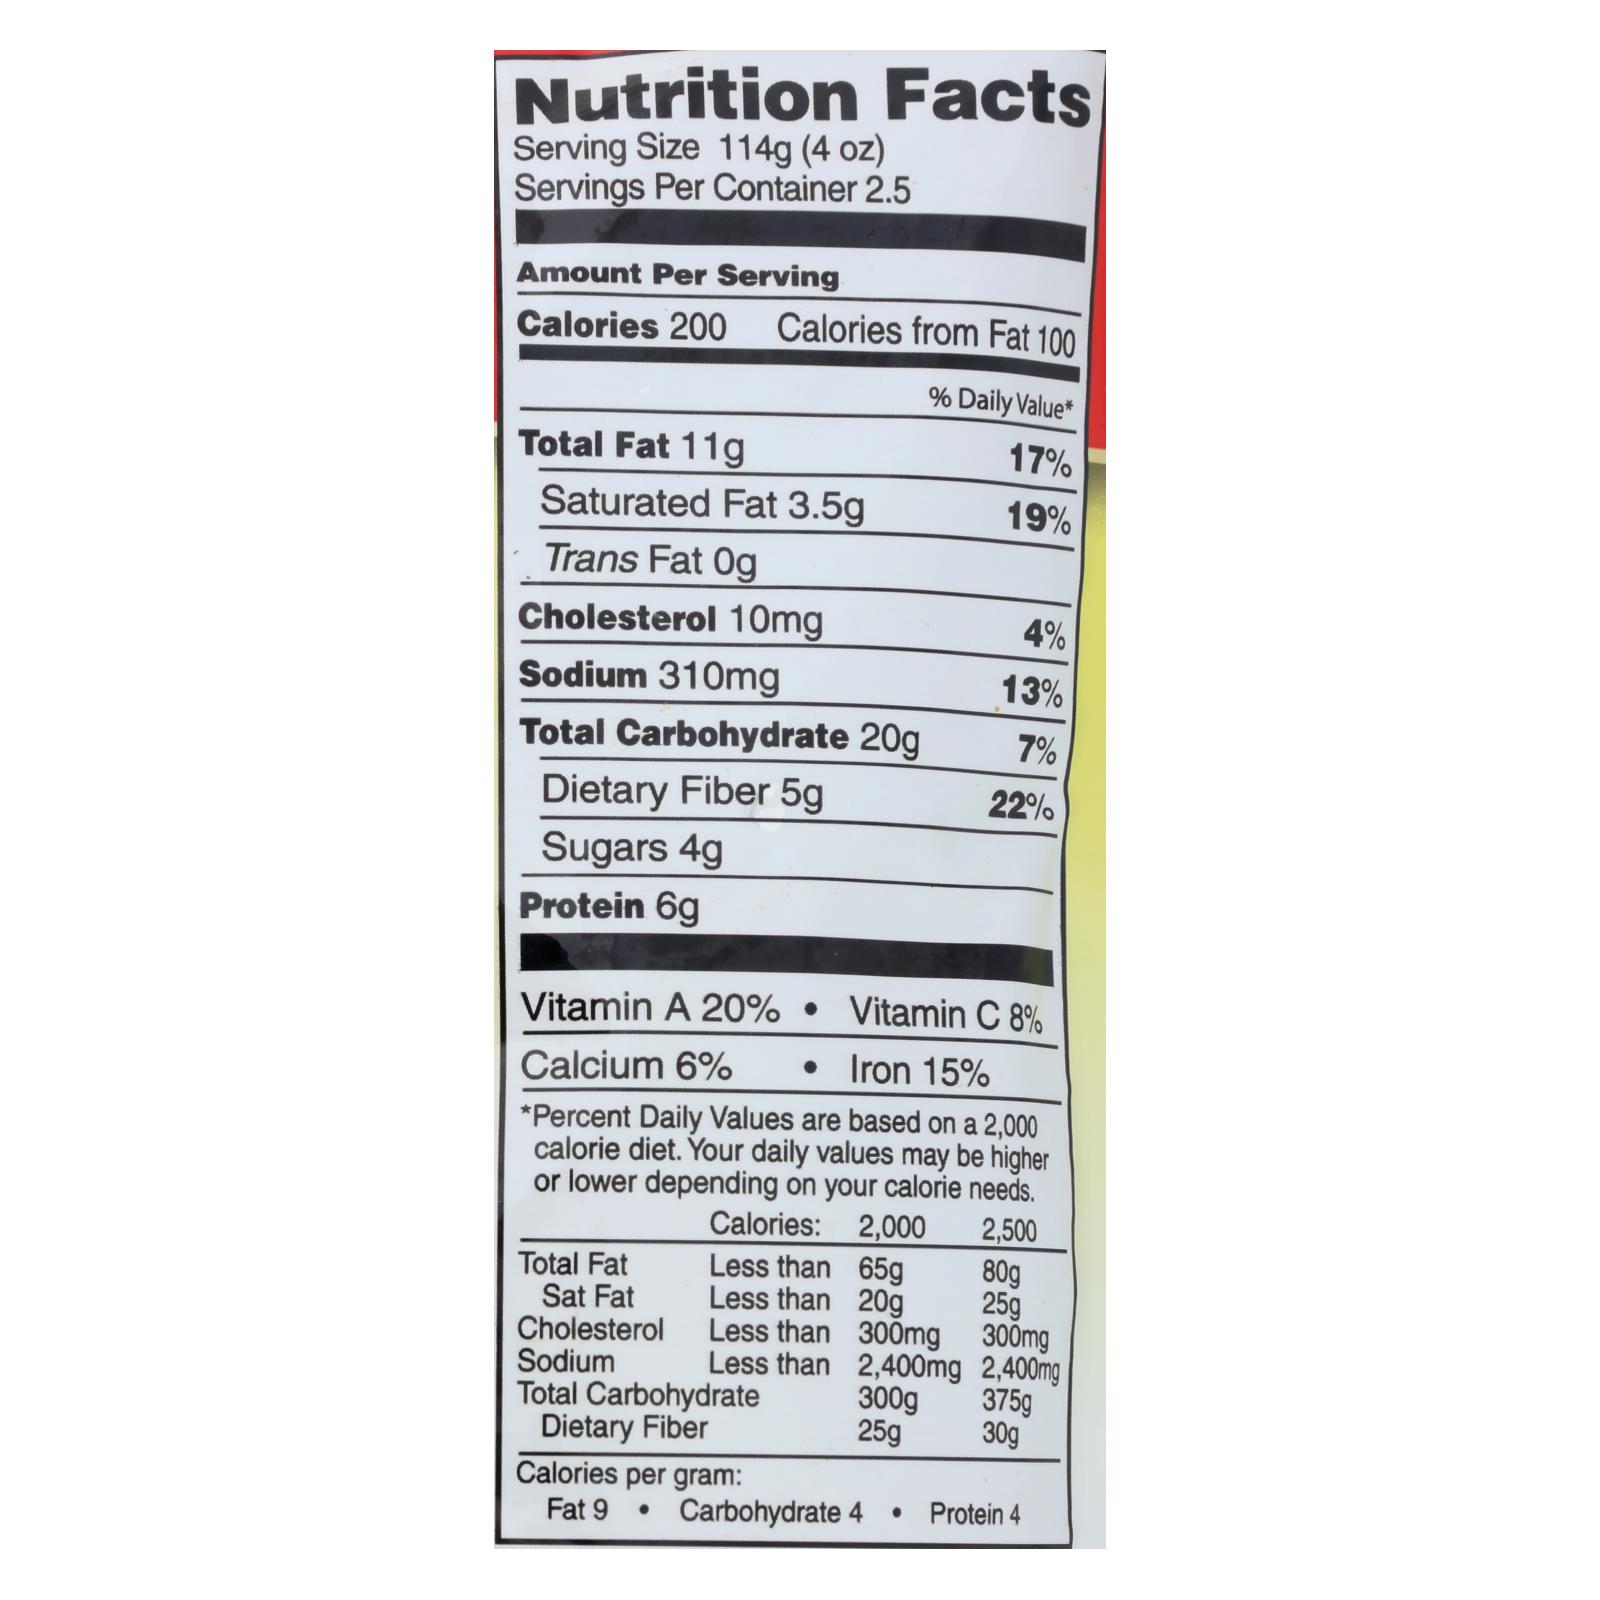 Nutrition Facts
Serving Size 114g (4 oz)
Servings Per Container 2.5
Amount Per Serving
Calories 200 Calories from Fat 100
% Daily Value*
Total Fat 11g 17%
Saturated Fat 3.5g 19%
Trans Fat 0g
Cholesterol 10mg 4%
Sodium 310mg 13%
Total Carbohydrate 20g 7%
Dietary Fiber 5g 22%
Sugars 4g
Protein 6g
Vitamin A 20% • Vitamin C 8%
Calcium 6% • Iron 15%
*Percent Daily Values are based on a 2,000
calorie diet. Your daily values may be higher
or lower depending on your calorie needs.
Calories: 2,000 2,500
Total Fat Less than 65g 80g
Sat Fat Less than 20g 25g
Cholesterol Less than 300mg 300mg
Sodium Less than 2,400mg 2,400mg
Total Carbohydrate 300g 375g
Dietary Fiber 25g 30g
Calories per gram:
Fat 9 • Carbohydrate 4 • Protein 4